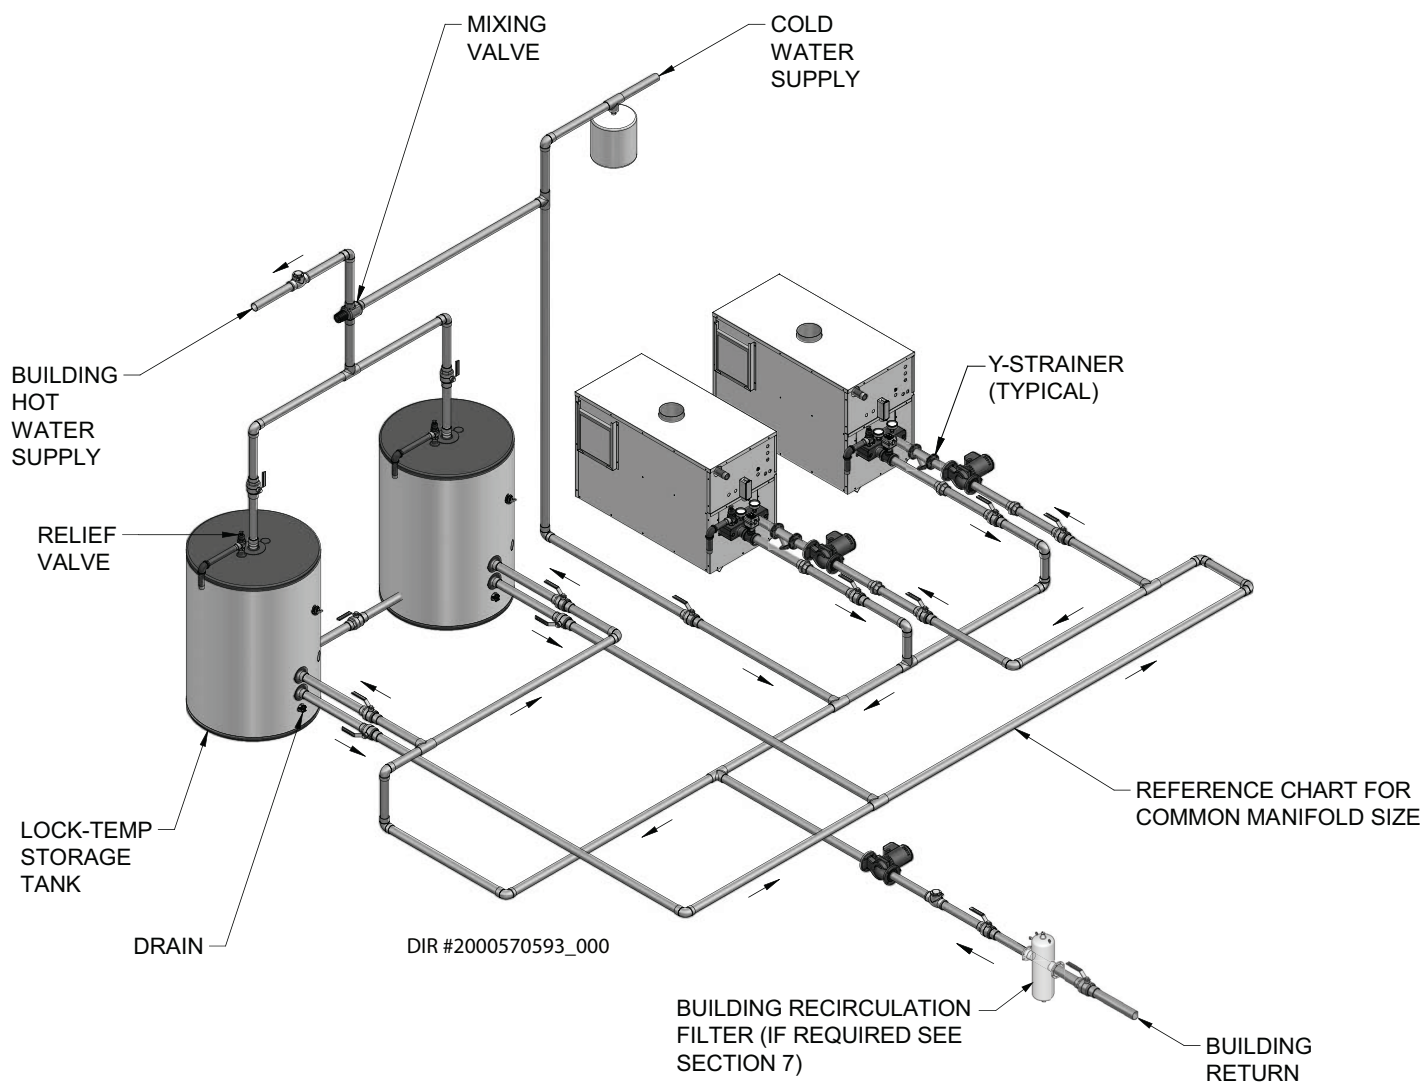 MIXING
VALVE
COLD
WATER
SUPPLY
Y-STRAINER
(TYPICAL)
BUILDING
HOT
WATER
SUPPLY
RELIEF
VALVE
REFERENCE CHART FOR
COMMON MANIFOLD SIZE
LOCK-TEMP
STORAGE
TANK
DRAIN
DIR #2000570593_000
BUILDING RECIRCULATION
FILTER (IF REQUIRED SEE
SECTION 7)
BUILDING
RETURN